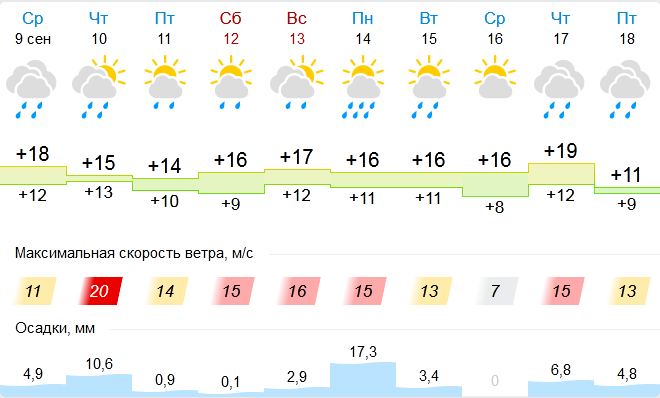 Ср Чт Пт Сб Вс Пн Вт Ср Чт Пт
9 сен 10 11 12 13 14 15 16 17 18
+18 +15 +14 +16 +17 +16 +16 +16 +19 +11
+12 +13 +10 +9 +12 +11 +11 +8 +12 +9
Максимальная скорость ветра, м/с
11 20 14 15 16 15 13 7 15 13
Осадки, мм
4,9 10,6 0,9 0,1 2,9 17,3 3,4 0 6,8 4,8